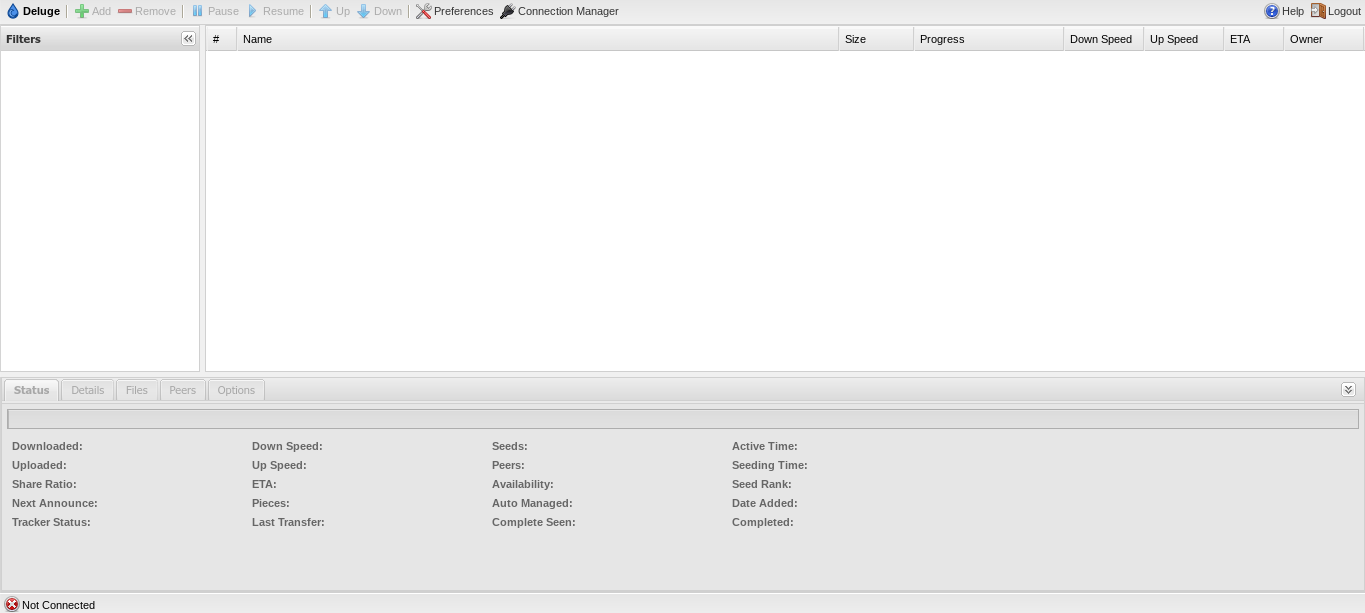 Deluge Add Remove Pause Resume Up Down Preferences Connection Manager Help Logout
Filters # Name Size Progress Down Speed Up Speed ETA Owner
Status Details Files Peers Options
Downloaded: Down Speed: Seeds: Active Time:
Uploaded: Up Speed: Peers: Seeding Time:
Share Ratio: ETA: Availability: Seed Rank:
Next Announce: Pieces: Auto Managed: Date Added:
Tracker Status: Last Transfer: Complete Seen: Completed:
Not Connected